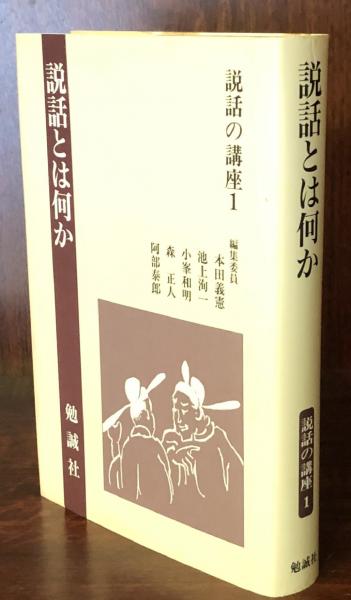 説話とは何か
勉誠社
説話の講座1
編集委員
本田義憲
池上洵一
小峯和明
森正人
阿部泰郎
説話とは何か
説話の講座1
勉誠社